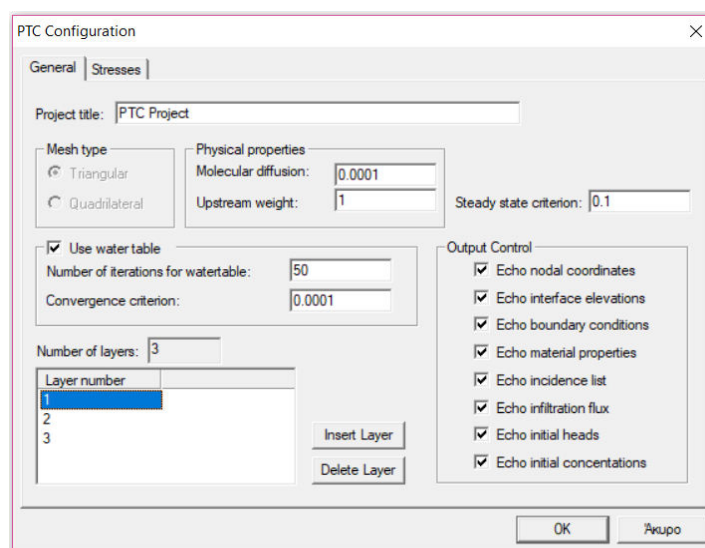 PTC Configuration
General
Stresses
Project title:
PTC Project
Mesh type
Triangular
Quadrilateral
Physical properties
Molecular diffusion:
0.0001
Upstream weight:
1
Steady state criterion:
0.1
Use water table
Number of iterations for watertable:
50
Convergence criterion:
0.0001
Output Control
Echo nodal coordinates
Echo interface elevations
Echo boundary conditions
Echo material properties
Echo incidence list
Echo infiltration flux
Echo initial heads
Echo initial concentations
Number of layers:
3
Layer number
1
2
3
Insert Layer
Delete Layer
OK
Άκυρο